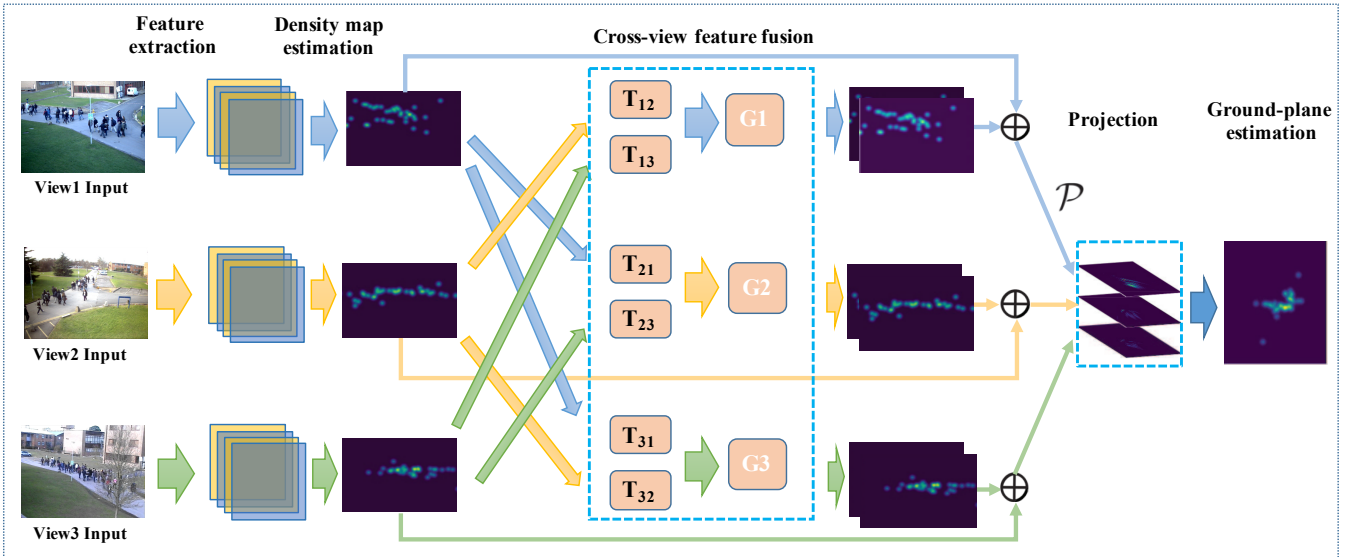 Feature
extraction
Density map
estimation
Cross-view feature fusion
Projection
Ground-plane
estimation
View1 Input
T12
T13
G1
P
View2 Input
T21
T23
G2
View3 Input
T31
T32
G3